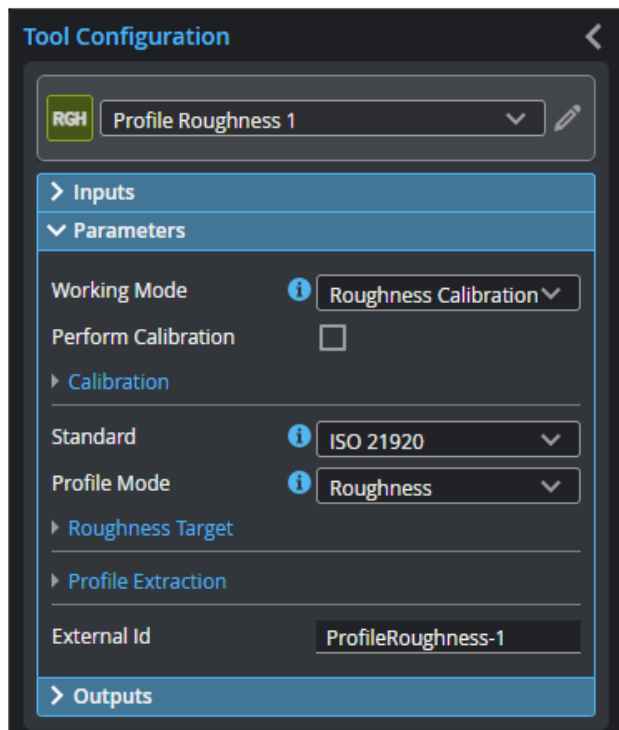 Tool Configuration
RGH Profile Roughness 1
Inputs
Parameters
Working Mode Roughness Calibration
Perform Calibration
Calibration
Standard ISO 21920
Profile Mode Roughness
Roughness Target
Profile Extraction
External Id ProfileRoughness-1
Outputs